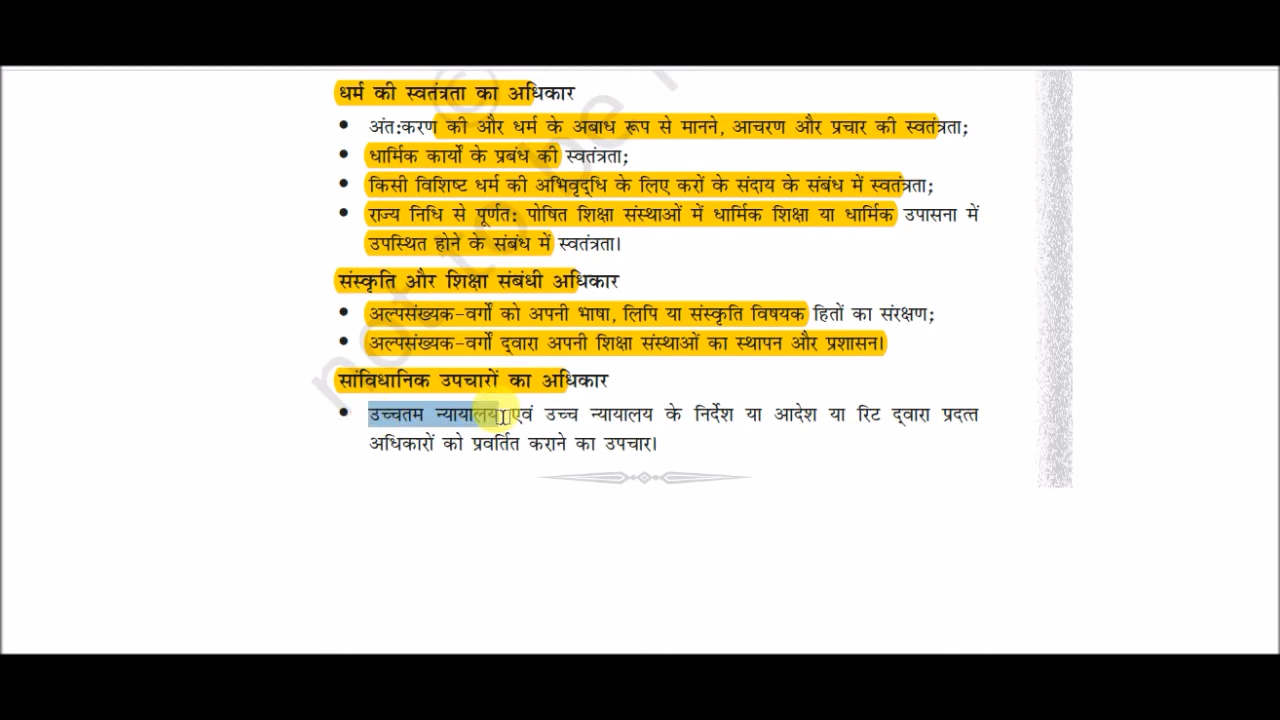 धर्म की स्वतंत्रता का अधिकार
• अंत:करण की और धर्म के अबाध रूप से मानने, आचरण और प्रचार की स्वतंत्रता;
• धार्मिक कार्यों के प्रबंध की स्वतंत्रता;
• किसी विशिष्ट धर्म की अभिवृद्धि के लिए करों के संदाय के संबंध में स्वतंत्रता;
• राज्य निधि से पूर्णत: पोषित शिक्षा संस्थाओं में धार्मिक शिक्षा या धार्मिक उपासना में
उपस्थित होने के संबंध में स्वतंत्रता।
संस्कृति और शिक्षा संबंधी अधिकार
• अल्पसंख्यक-वर्गों को अपनी भाषा, लिपि या संस्कृति विषयक हितों का संरक्षण;
• अल्पसंख्यक-वर्गों द्वारा अपनी शिक्षा संस्थाओं का स्थापन और प्रशासन।
सांविधानिक उपचारों का अधिकार
• उच्चतम न्यायालय एवं उच्च न्यायालय के निर्देश या आदेश या रिट द्वारा प्रदत्त
अधिकारों को प्रवर्तित कराने का उपचार।
©
not to be r